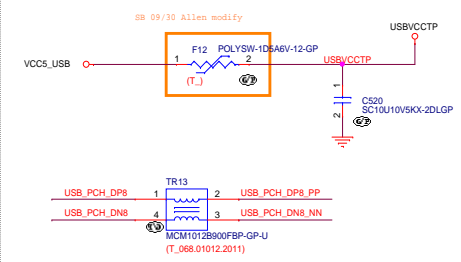 SB 09/30 Allen modify
USBVCCTP
F12
POLYSW-1D5A6V-12-GP
VCC5_USB
1
2
USBVCCTP
(T_)
G/P
1
C520
SC10U10V5KX-2DLGP
2
G/P
TR13
USB_PCH_DP8
1
2
USB_PCH_DP8_PP
USB_PCH_DN8
4
3
USB_PCH_DN8_NN
MCM1012B900FBP-GP-U
(T_068.01012.2011)